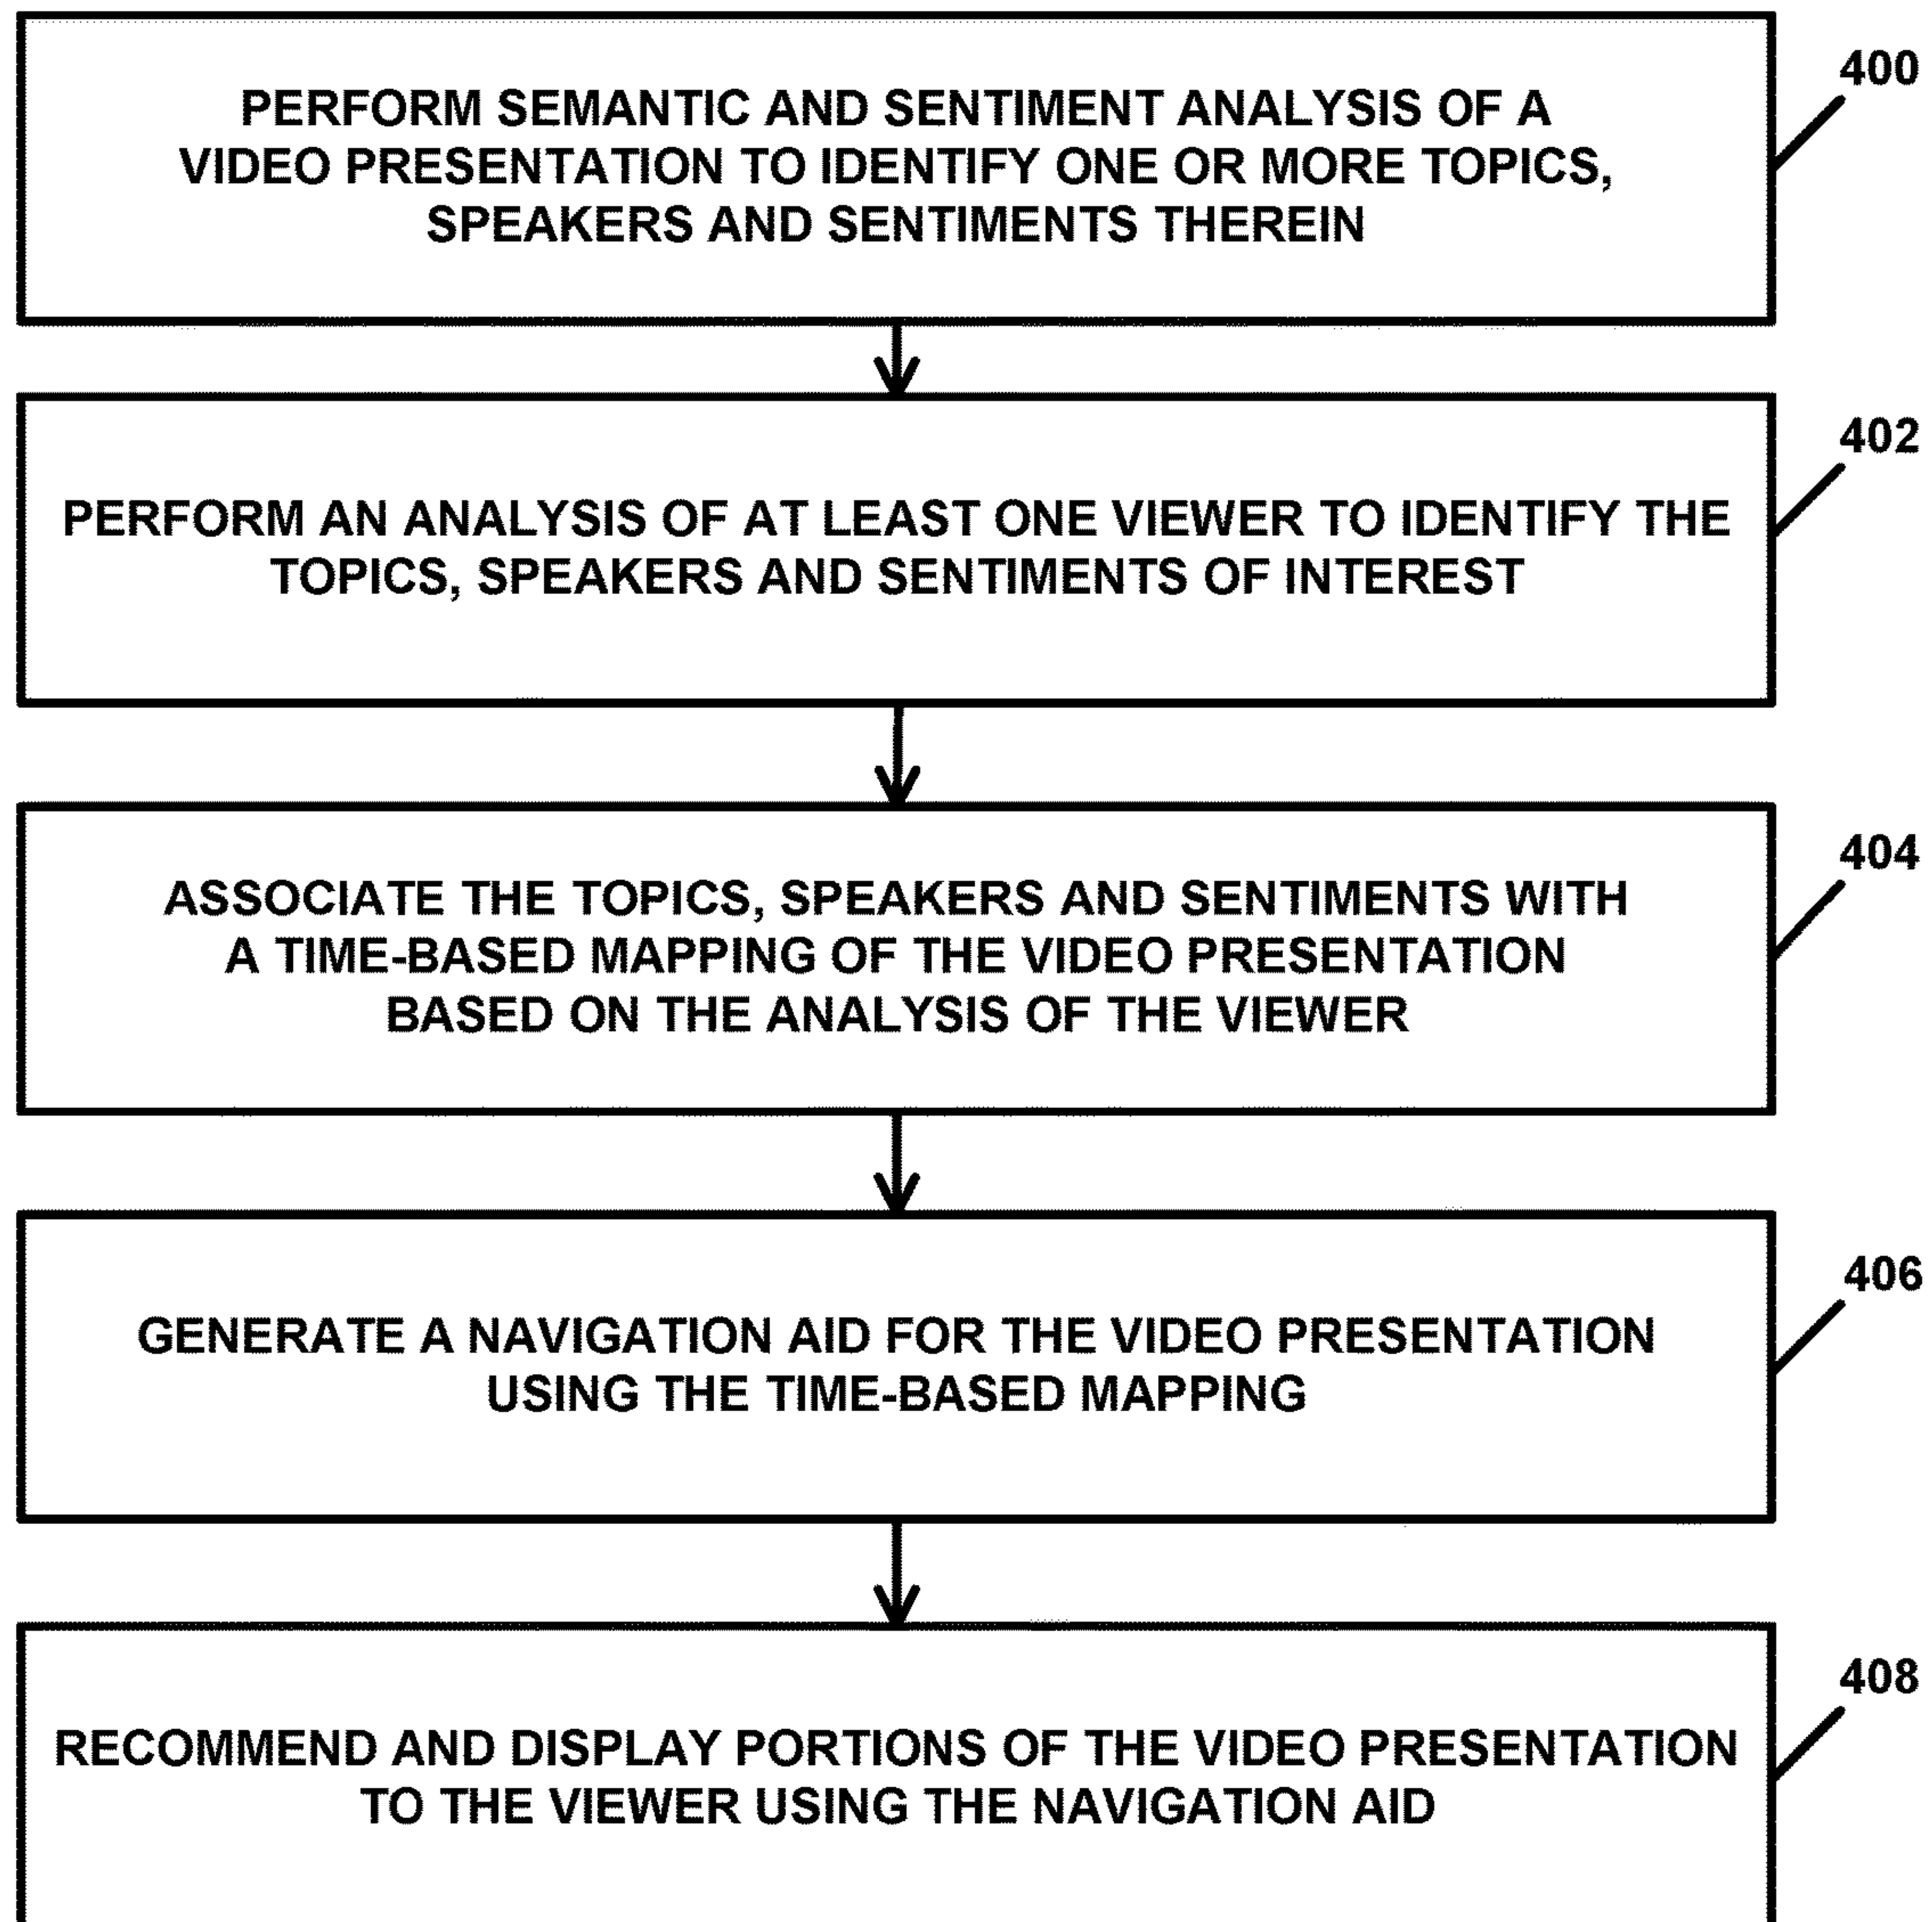 400
PERFORM SEMANTIC AND SENTIMENT ANALYSIS OF A
VIDEO PRESENTATION TO IDENTIFY ONE OR MORE TOPICS,
SPEAKERS AND SENTIMENTS THEREIN
402
PERFORM AN ANALYSIS OF AT LEAST ONE VIEWER TO IDENTIFY THE
TOPICS, SPEAKERS AND SENTIMENTS OF INTEREST
404
ASSOCIATE THE TOPICS, SPEAKERS AND SENTIMENTS WITH
A TIME-BASED MAPPING OF THE VIDEO PRESENTATION
BASED ON THE ANALYSIS OF THE VIEWER
406
GENERATE A NAVIGATION AID FOR THE VIDEO PRESENTATION
USING THE TIME-BASED MAPPING
408
RECOMMEND AND DISPLAY PORTIONS OF THE VIDEO PRESENTATION
TO THE VIEWER USING THE NAVIGATION AID